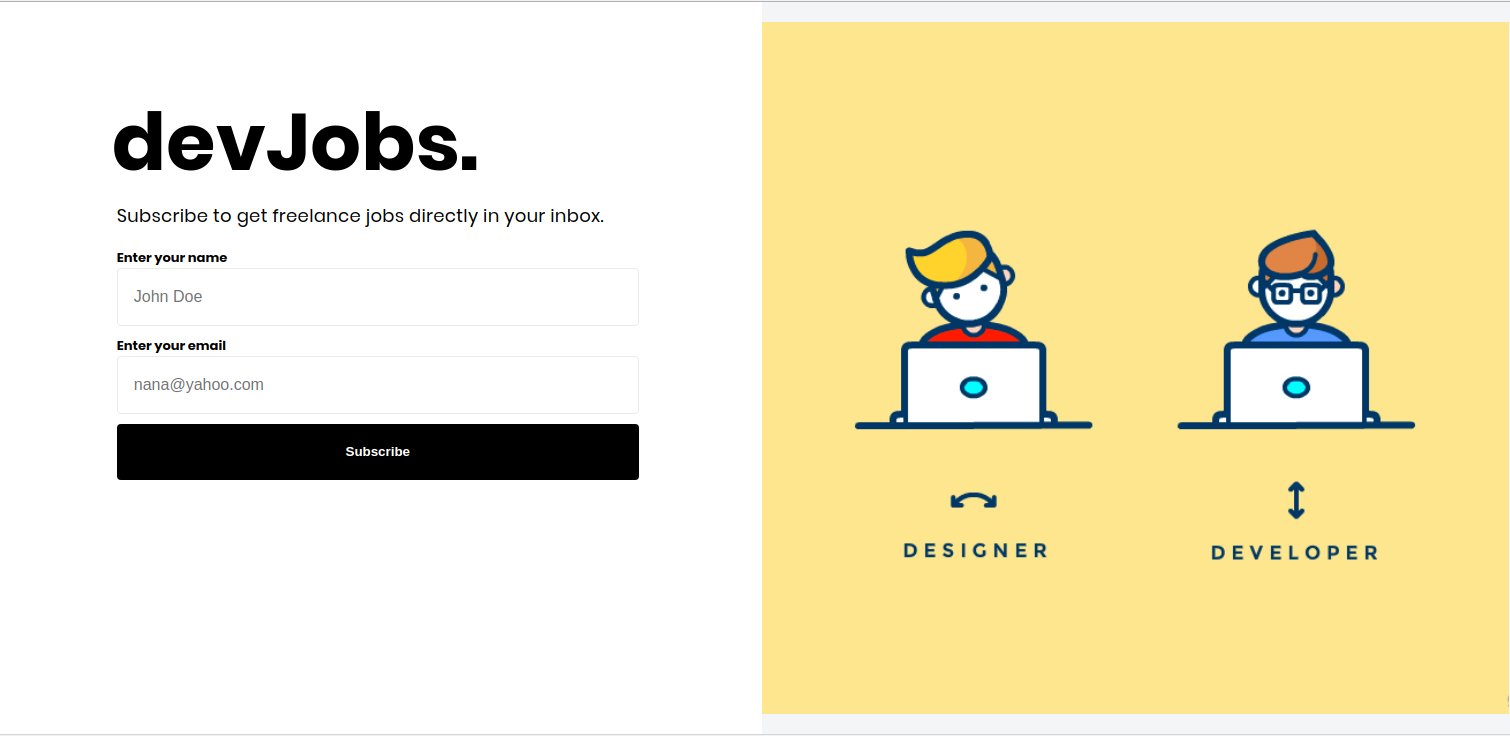 devJobs.
Subscribe to get freelance jobs directly in your inbox.
Enter your name
John Doe
Enter your email
nana@yahoo.com
Subscribe
DESIGNER
DEVELOPER